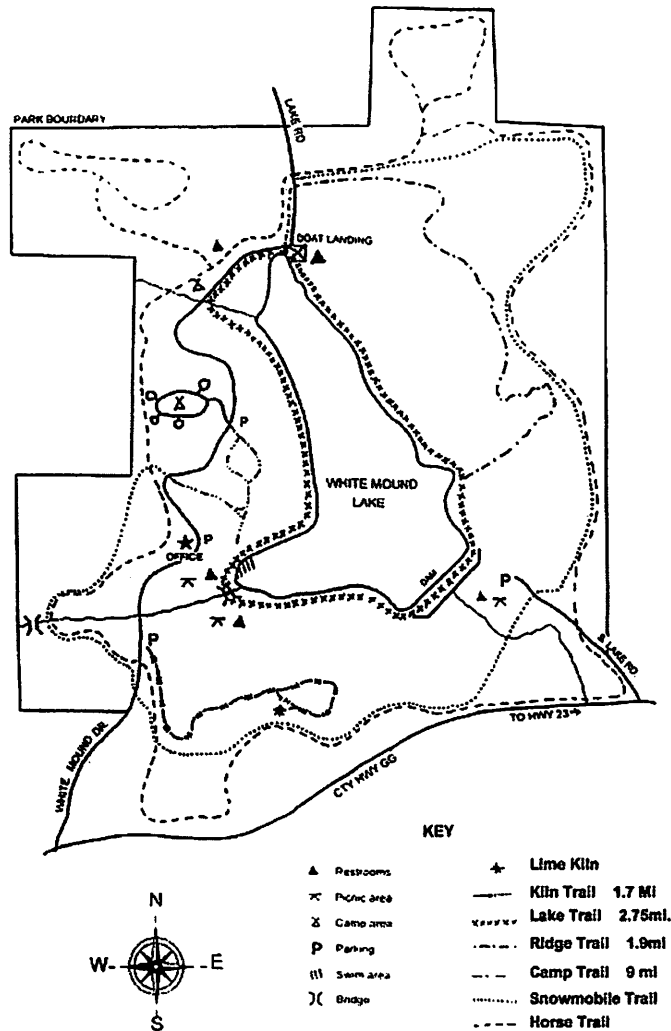 PARK BOUNDARY
LAKE RD
BOAT LANDING
P
WHITE MOUND
LAKE
P
OFFICE
DAM
P
P
S. LAKE RD.
TO HWY 23→
WHITE MOUND DR.
CTY HWY GG
KEY
Restrooms
Picnic area
Camp area
P Parking
Swim area
Bridge
Lime Kiln
Kiln Trail 1.7 Mi
Lake Trail 2.75mi.
Ridge Trail 1.9mi
Camp Trail 9 mi
Snowmobile Trail
Horse Trail
N
W E
S